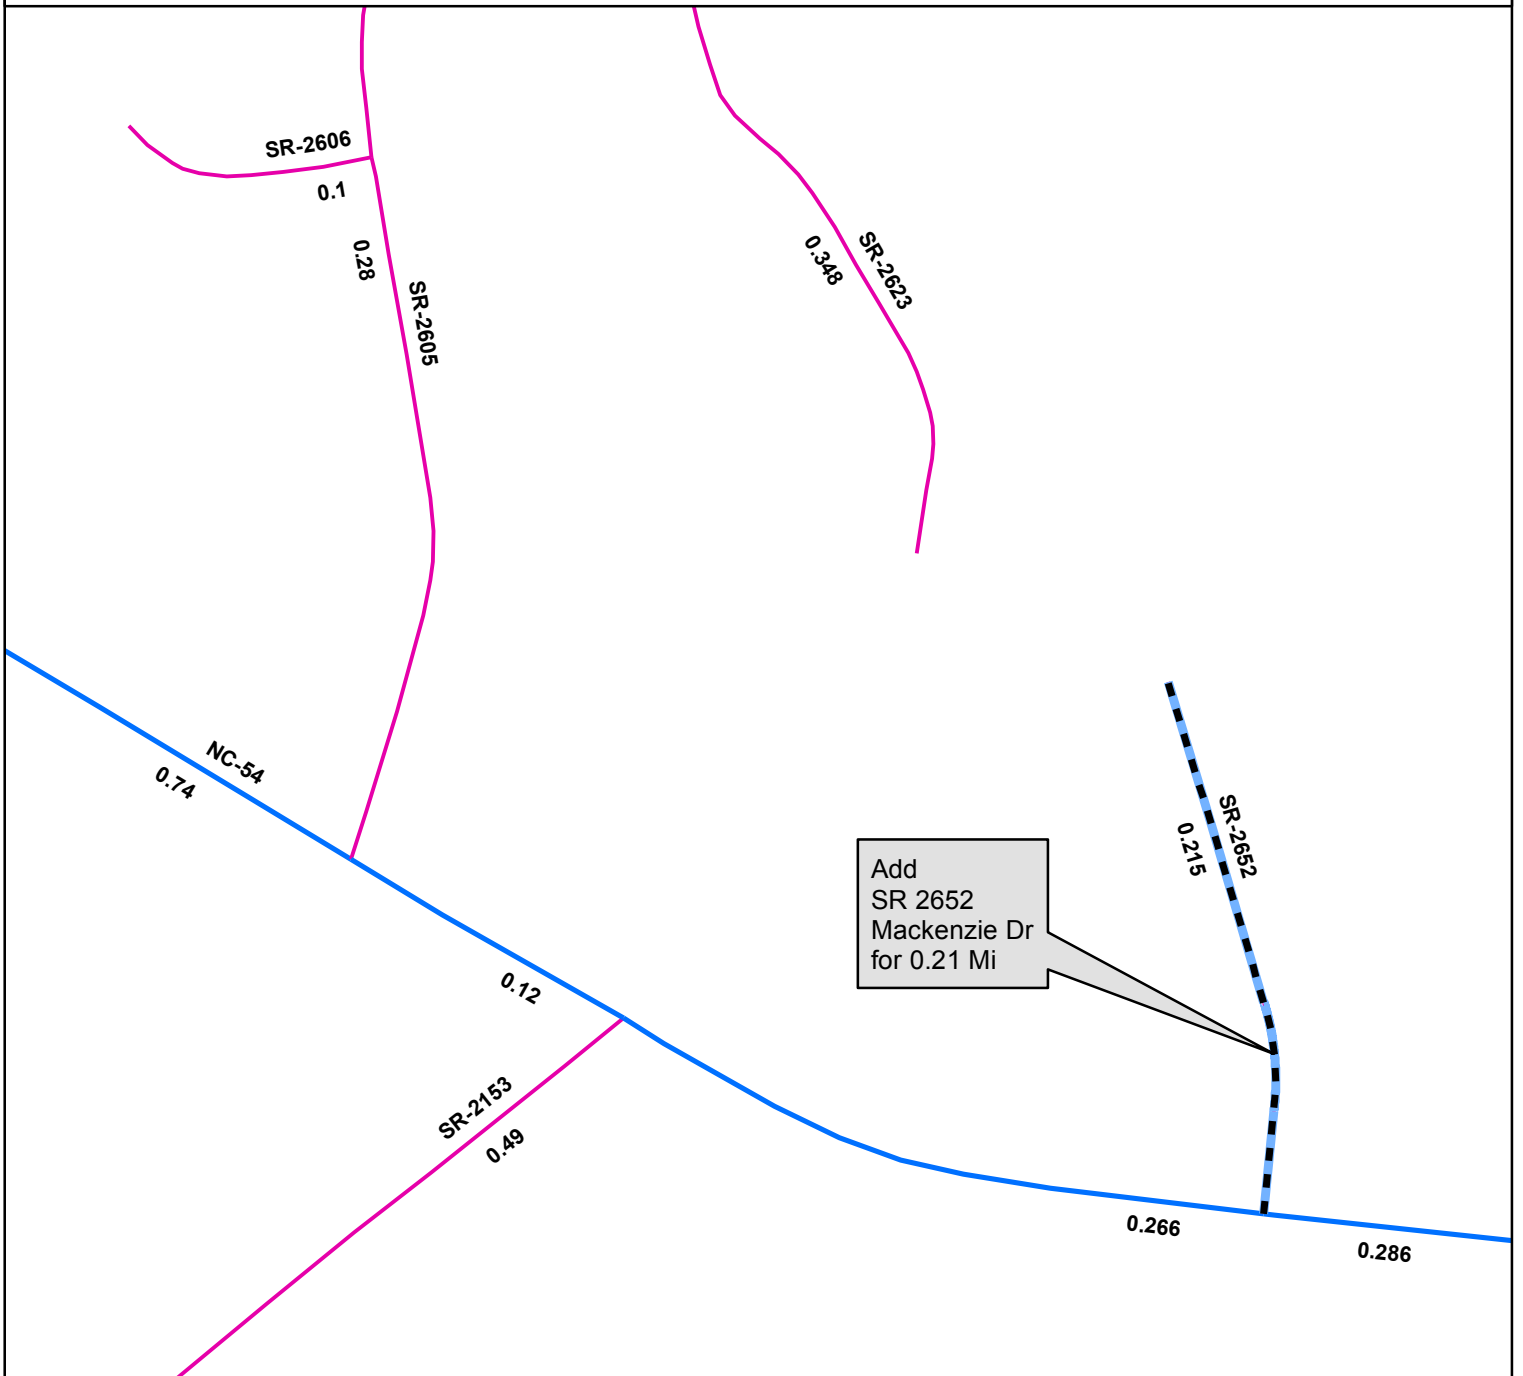 SR-2606
0.1
0.28
SR-2605
SR-2623
0.348
NC-54
0.74
SR-2652
0.215
Add
SR 2652
Mackenzie Dr
for 0.21 Mi
0.12
SR-2153
0.49
0.266
0.286